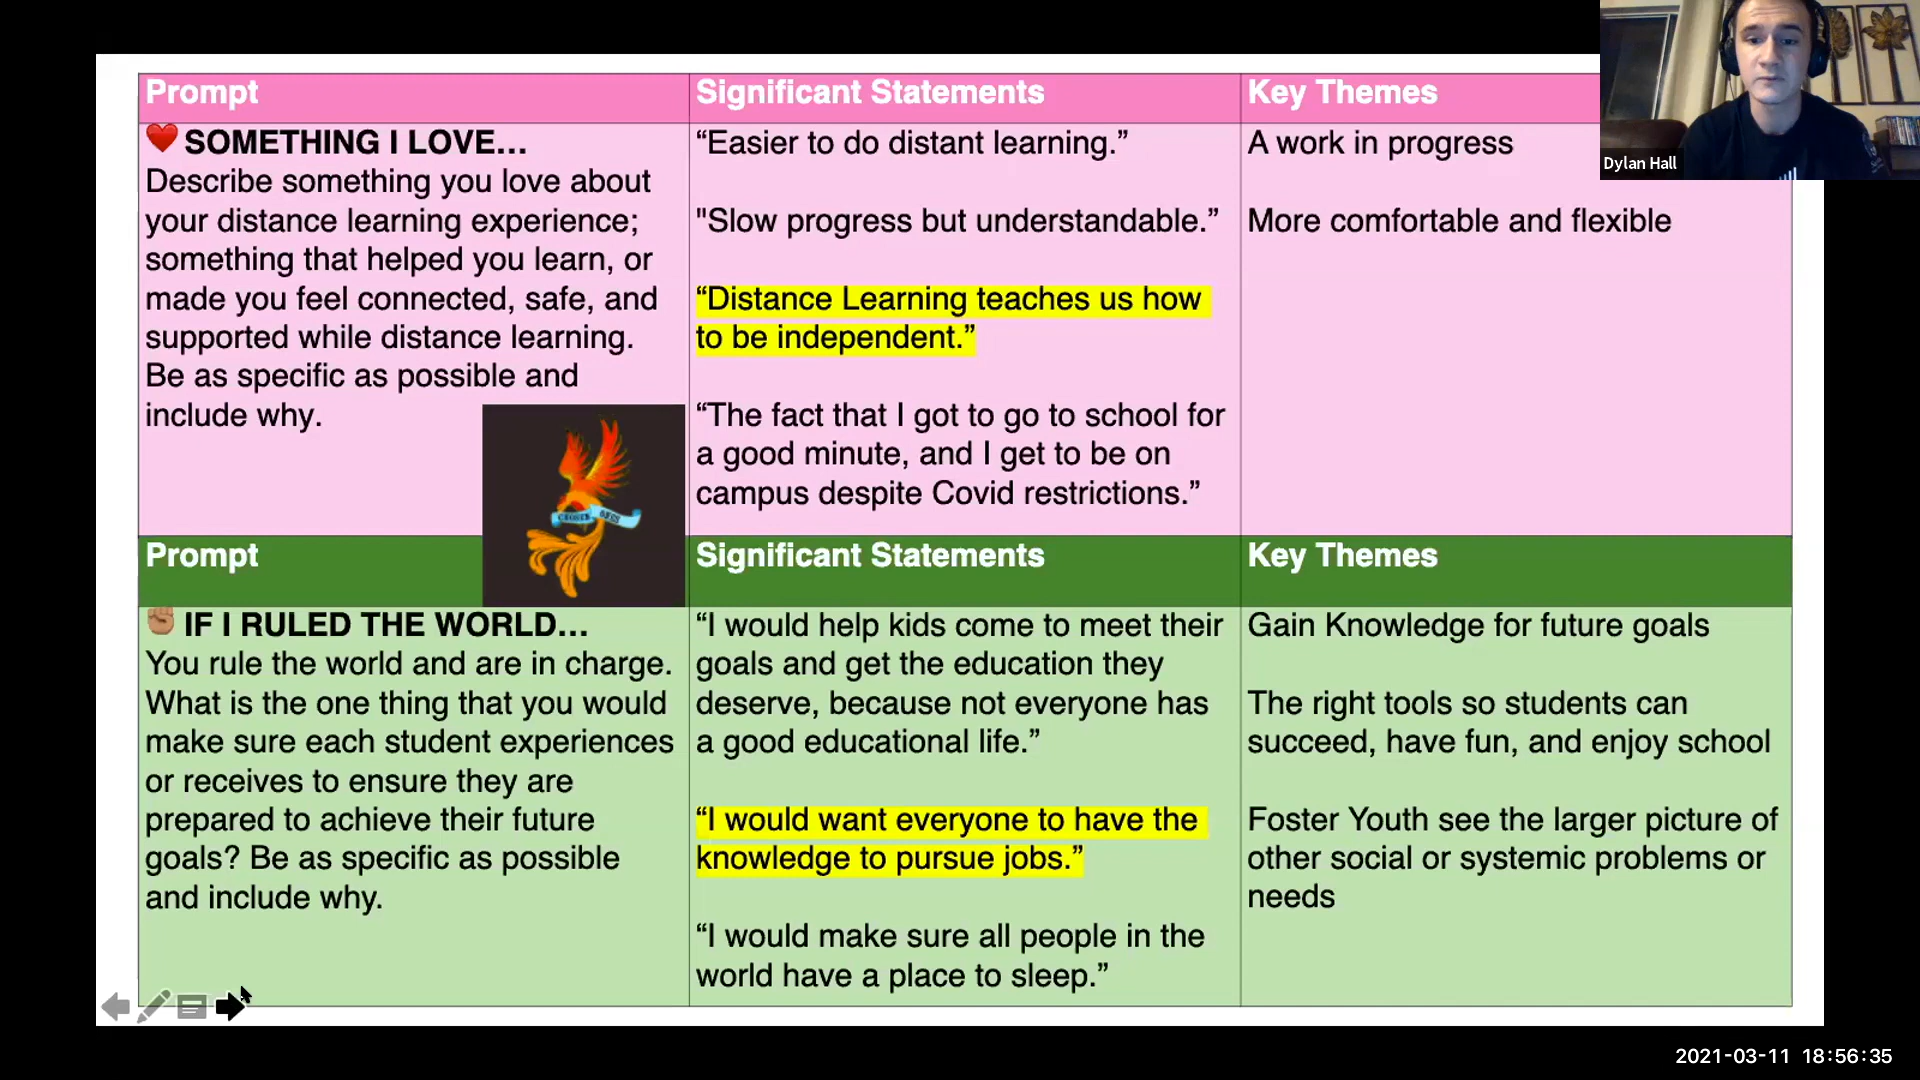 Prompt
Significant Statements
Key Themes
SOMETHING I LOVE...
Describe something you love about
your distance learning experience;
something that helped you learn, or
made you feel connected, safe, and
supported while distance learning.
Be as specific as possible and
include why.
“Easier to do distant learning.”
"Slow progress but understandable.”
“Distance Learning teaches us how
to be independent.”
“The fact that I got to go to school for
a good minute, and I get to be on
campus despite Covid restrictions.”
A work in progress
More comfortable and flexible
Dylan Hall
Prompt
Significant Statements
Key Themes
IF I RULED THE WORLD...
You rule the world and are in charge.
What is the one thing that you would
make sure each student experiences
or receives to ensure they are
prepared to achieve their future
goals? Be as specific as possible
and include why.
“I would help kids come to meet their
goals and get the education they
deserve, because not everyone has
a good educational life.”
“I would want everyone to have the
knowledge to pursue jobs.”
“I would make sure all people in the
world have a place to sleep.”
Gain Knowledge for future goals
The right tools so students can
succeed, have fun, and enjoy school
Foster Youth see the larger picture of
other social or systemic problems or
needs
2021-03-11 18:56:35